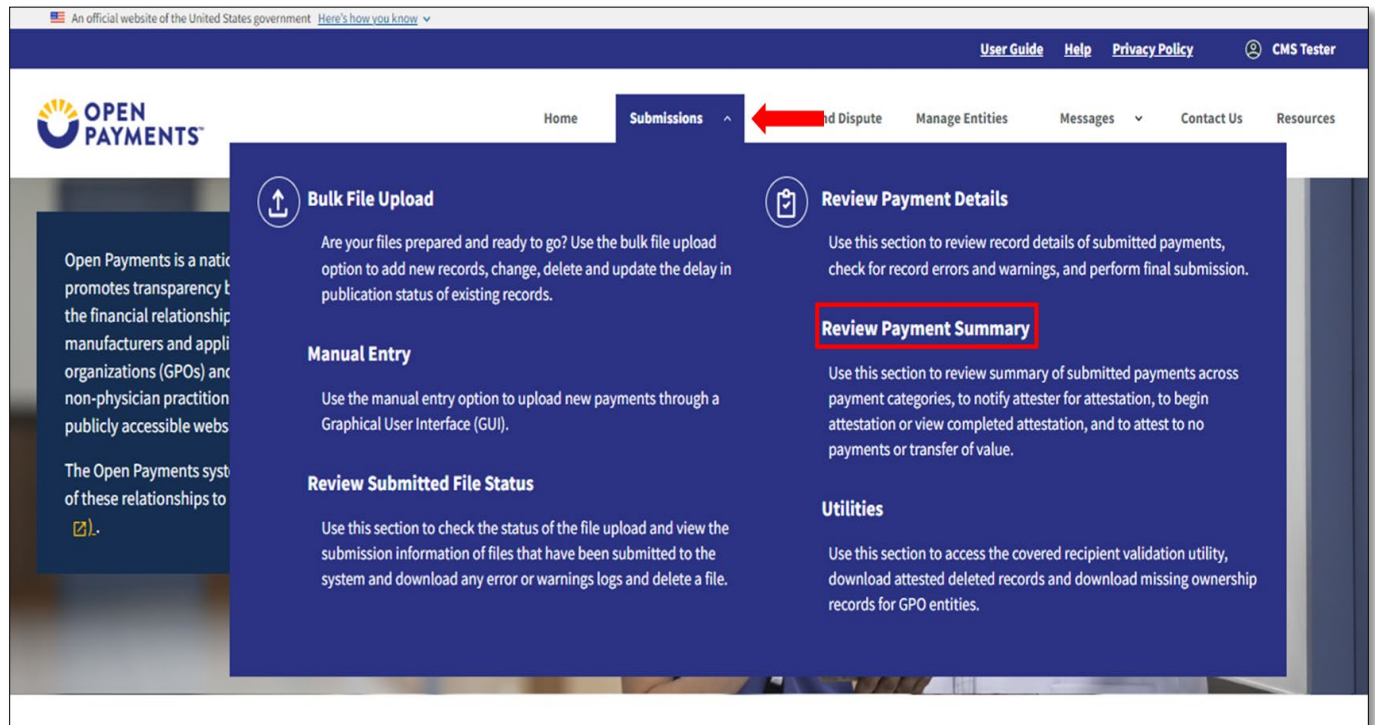 An official website of the United States government Here's how you know
User Guide Help Privacy Policy CMS Tester
OPEN
PAYMENTS™
Home Submissions Dispute Manage Entities Messages Contact Us Resources
Bulk File Upload
Are your files prepared and ready to go? Use the bulk file upload
option to add new records, change, delete and update the delay in
publication status of existing records.
Manual Entry
Use the manual entry option to upload new payments through a
Graphical User Interface (GUI).
Review Submitted File Status
Use this section to check the status of the file upload and view the
submission information of files that have been submitted to the
system and download any error or warnings logs and delete a file.
Review Payment Details
Use this section to review record details of submitted payments,
check for record errors and warnings, and perform final submission.
Review Payment Summary
Use this section to review summary of submitted payments across
payment categories, to notify attester for attestation, to begin
attestation or view completed attestation, and to attest to no
payments or transfer of value.
Utilities
Use this section to access the covered recipient validation utility,
download attested deleted records and download missing ownership
records for GPO entities.
Open Payments is a
promotes transparency
the financial relationship
manufacturers and
organizations (GPOs)
non-physician
publicly accessible
The Open Payments
of these relationships to
).